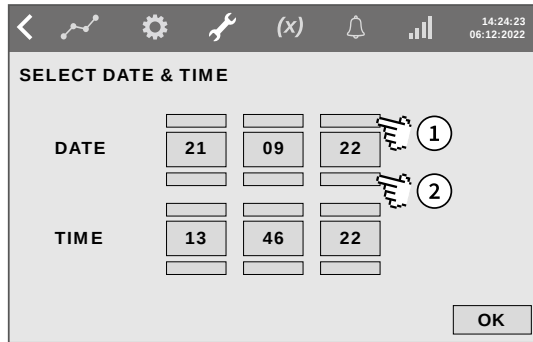 (x)
14:24:23
06:12:2022
SELECT DATE & TIME
1
DATE 21 09 22
2
TIME 13 46 22
OK